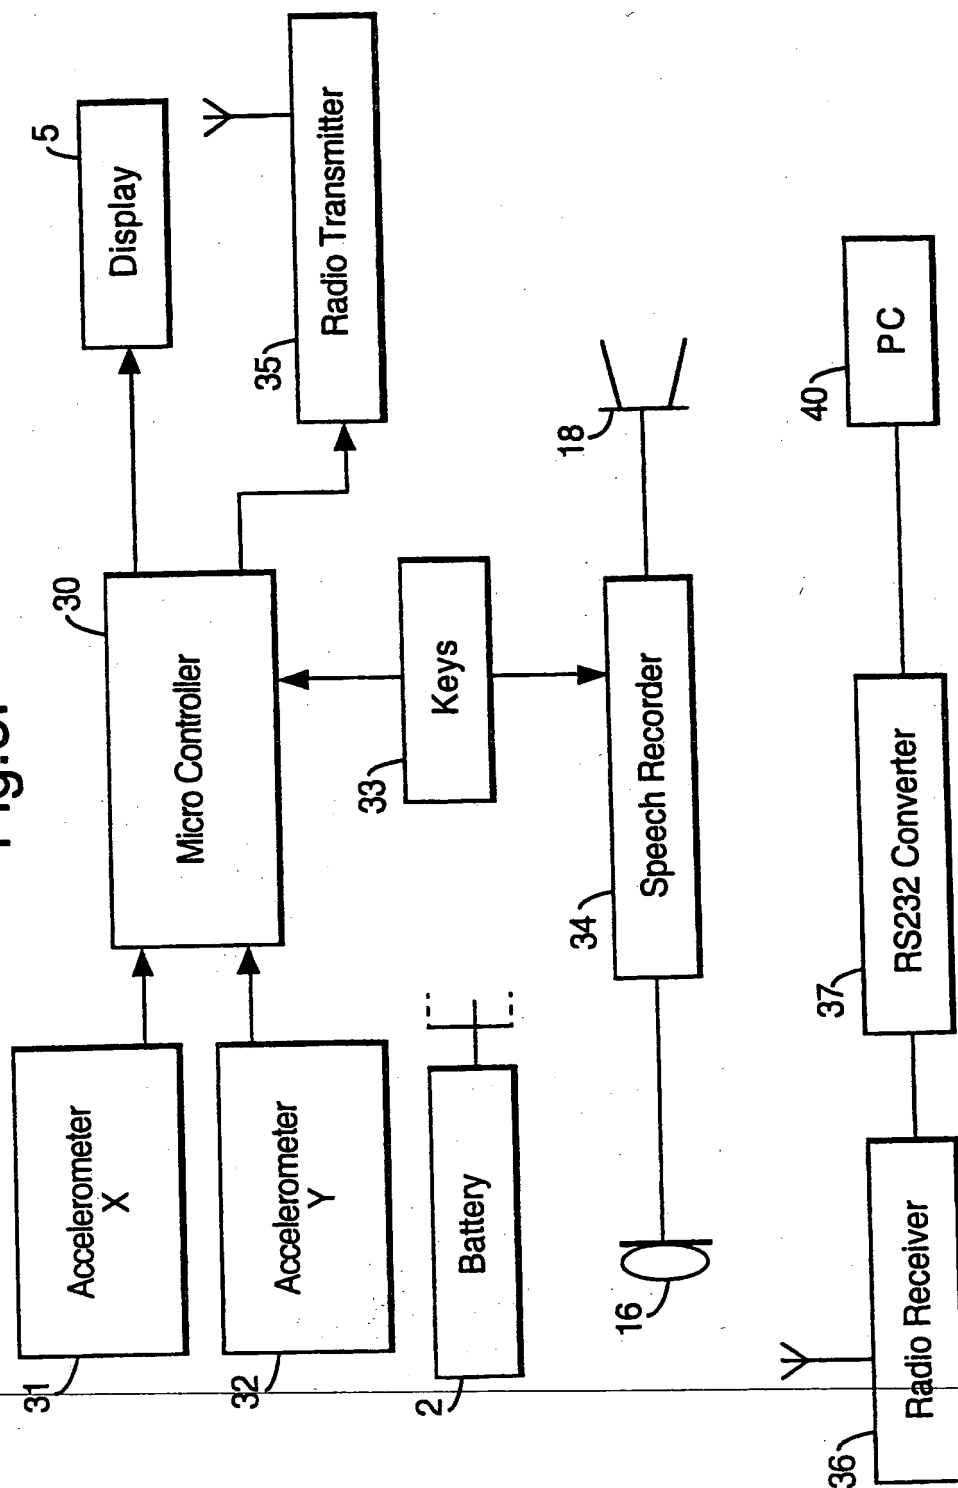 Fig.
31
Accelerometer
X
30
Micro Controller
5
Display
32
Accelerometer
Y
35
Radio Transmitter
2
Battery
33
Keys
16
34
Speech Recorder
18
36
Radio Receiver
37
RS232 Converter
40
PC